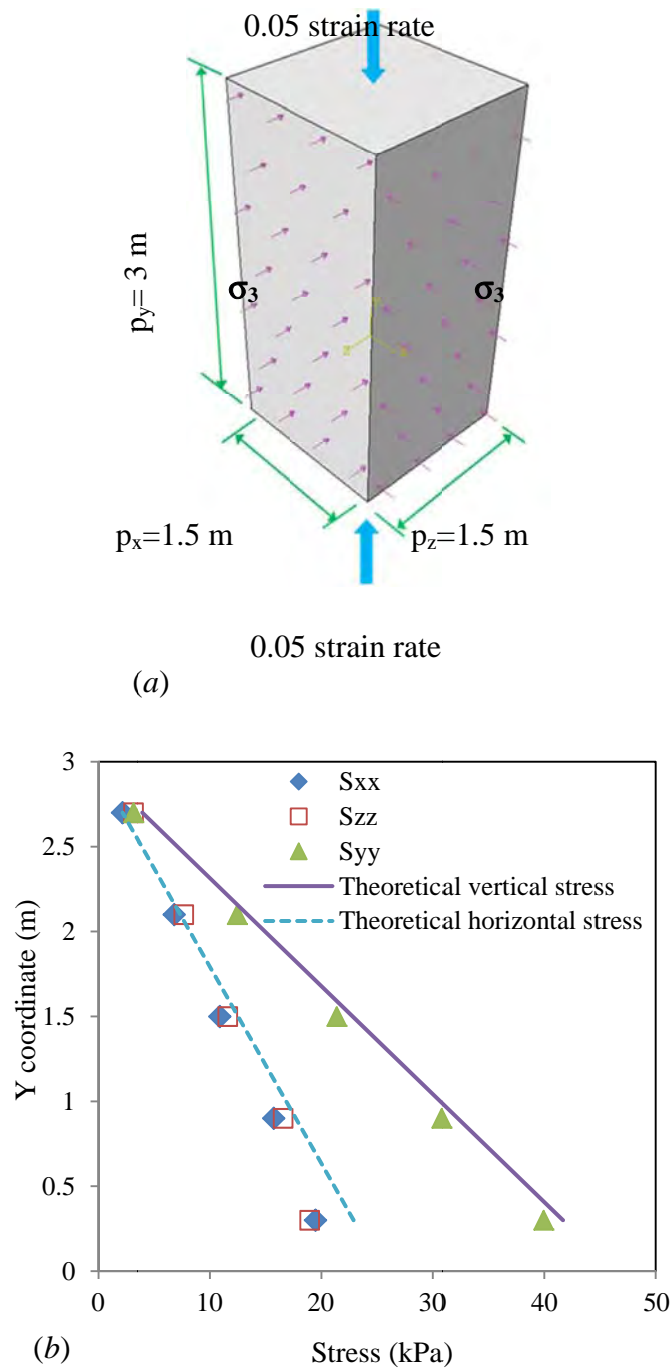 0.05 strain rate
p_y= 3 m
σ₃ σ₃
z
p_x=1.5 m p_z=1.5 m
0.05 strain rate
(a)
3
2.5
2
1.5
1
0.5
0
Y coordinate (m)
Sxx
Szz
Syy
Theoretical vertical stress
Theoretical horizontal stress
0 10 20 30 40 50
Stress (kPa)
(b)